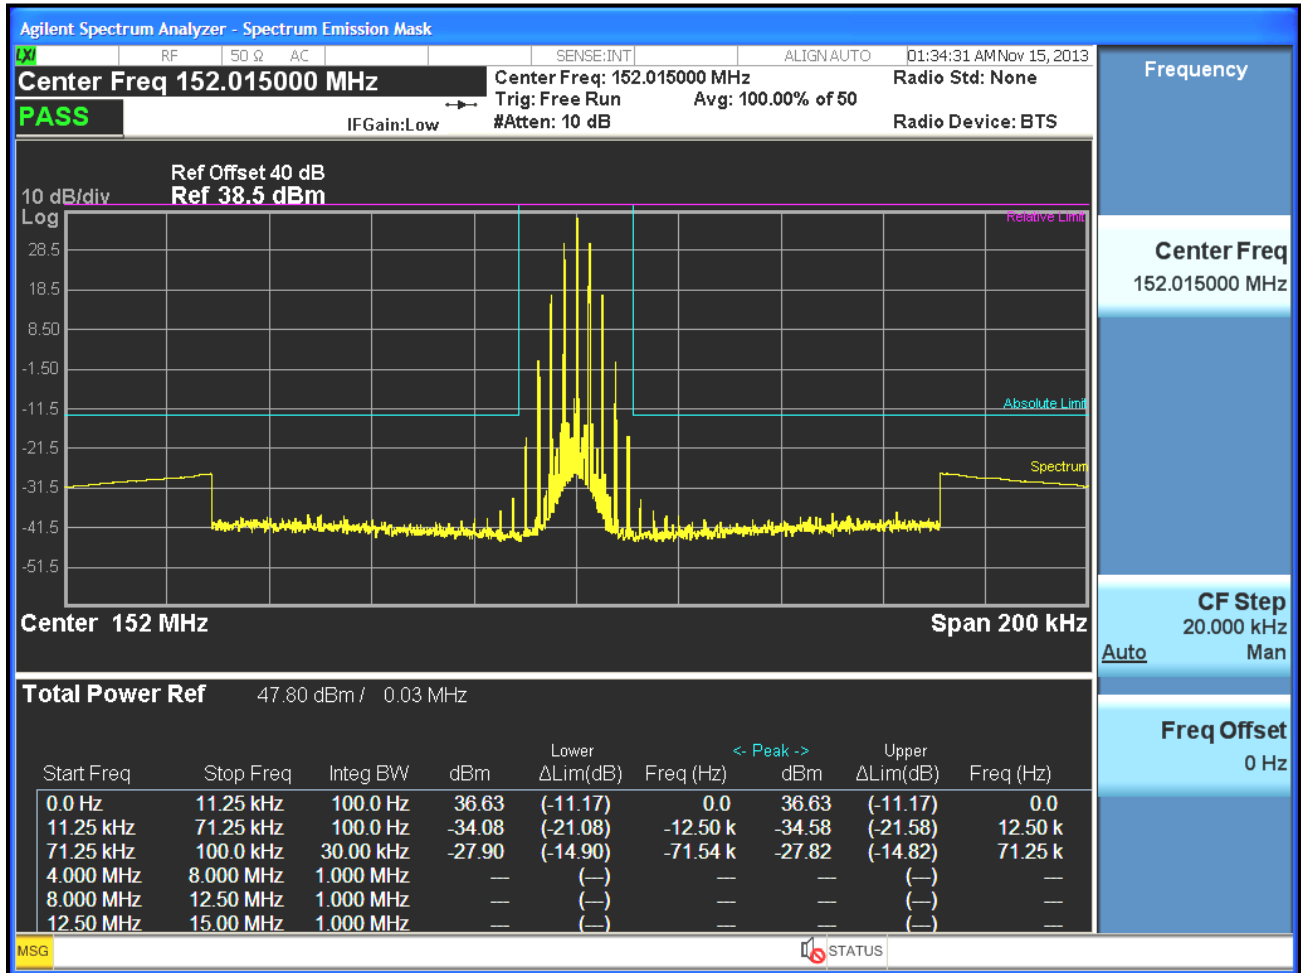 Agilent Spectrum Analyzer - Spectrum Emission Mask
LXI RF 50 Ω AC SENSE:INT ALIGN AUTO 01:34:31 AM Nov 15, 2013
Center Freq 152.015000 MHz
Center Freq: 152.015000 MHz
Radio Std: None
Trig: Free Run Avg: 100.00% of 50
PASS
IFGain:Low
#Atten: 10 dB
Radio Device: BTS
Ref Offset 40 dB
10 dB/div Ref 38.5 dBm
Log
Relative Limit
28.5
18.5
8.50
-1.50
-11.5
Absolute Limit
-21.5
Spectrum
-31.5
-41.5
-51.5
Center 152 MHz Span 200 kHz
Total Power Ref 47.80 dBm / 0.03 MHz
Lower <- Peak -> Upper
Start Freq Stop Freq Integ BW dBm ΔLim(dB) Freq (Hz) dBm ΔLim(dB) Freq (Hz)
0.0 Hz 11.25 kHz 100.0 Hz 36.63 (-11.17) 0.0 36.63 (-11.17) 0.0
11.25 kHz 71.25 kHz 100.0 Hz -34.08 (-21.08) -12.50 k -34.58 (-21.58) 12.50 k
71.25 kHz 100.0 kHz 30.00 kHz -27.90 (-14.90) -71.54 k -27.82 (-14.82) 71.25 k
4.000 MHz 8.000 MHz 1.000 MHz --- (---) --- --- (---) ---
8.000 MHz 12.50 MHz 1.000 MHz --- (---) --- --- (---) ---
12.50 MHz 15.00 MHz 1.000 MHz --- (---) --- --- (---) ---
MSG STATUS
Frequency
Center Freq
152.015000 MHz
CF Step
20.000 kHz
Auto Man
Freq Offset
0 Hz